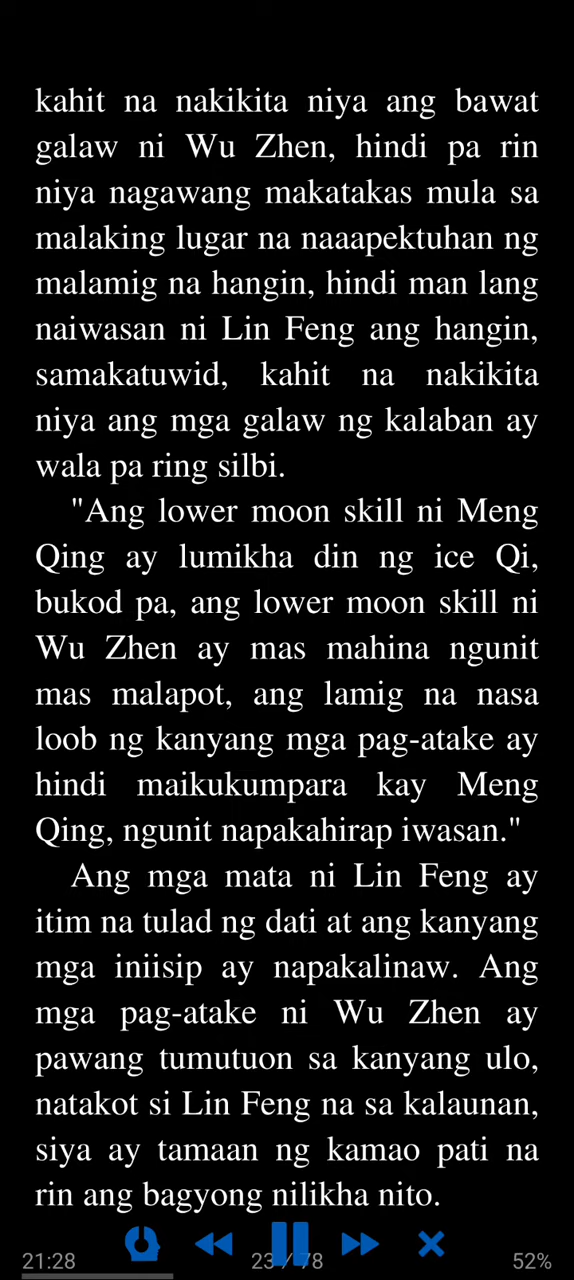 kahit na nakikita niya ang bawat
galaw ni Wu Zhen, hindi pa rin
niya nagawang makatakas mula sa
malaking lugar na naaapektuhan ng
malamig na hangin, hindi man lang
naiwasan ni Lin Feng ang hangin,
samakatuwid, kahit na nakikita
niya ang mga galaw ng kalaban ay
wala pa ring silbi.
"Ang lower moon skill ni Meng
Qing ay lumikha din ng ice Qi,
bukod pa, ang lower moon skill ni
Wu Zhen ay mas mahina ngunit
mas malapot, ang lamig na nasa
loob ng kanyang mga pag-atake ay
hindi maikukumpara kay Meng
Qing, ngunit napakahirap iwasan."
Ang mga mata ni Lin Feng ay
itim na tulad ng dati at ang kanyang
mga iniisip ay napakalinaw. Ang
mga pag-atake ni Wu Zhen ay
pawang tumutuon sa kanyang ulo,
natakot si Lin Feng na sa kalaunan,
siya ay tamaan ng kamao pati na
rin ang bagyong nilikha nito.
21:28 23 / 78 52%